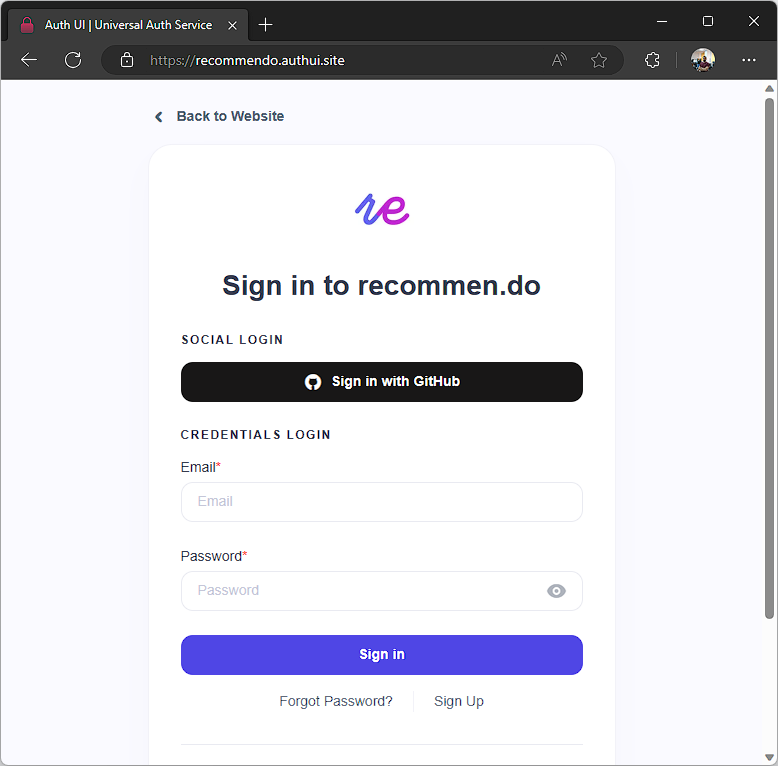 Auth UI | Universal Auth Service
https://recommendo.authui.site
Back to Website
re
Sign in to recommen.do
SOCIAL LOGIN
Sign in with GitHub
CREDENTIALS LOGIN
Email*
Email
Password*
Password
Sign in
Forgot Password?
Sign Up